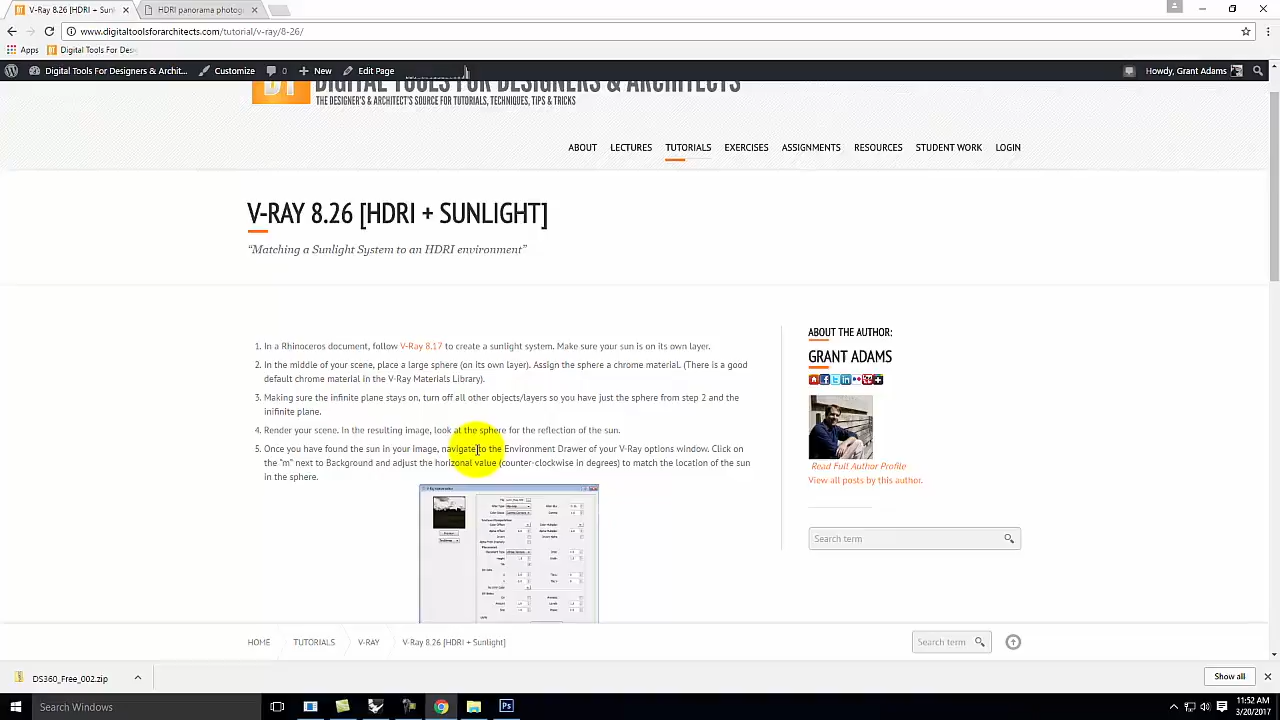 V-Ray 8.26 [HDRI + Sunl
HDRI panorama photog
www.digitaltoolsforarchitects.com/tutorial/v-ray/8-26/
Apps
Digital Tools For Des
Digital Tools For Designers & Archit...
Customize
0
New
Edit Page
Howdy, Grant Adams
DT
DIGITAL TOOLS FOR DESIGNERS & ARCHITECTS
THE DESIGNER'S & ARCHITECT'S SOURCE FOR TUTORIALS, TECHNIQUES, TIPS & TRICKS
ABOUT LECTURES TUTORIALS EXERCISES ASSIGNMENTS RESOURCES STUDENT WORK LOGIN
V-RAY 8.26 [HDRI + SUNLIGHT]
“Matching a Sunlight System to an HDRI environment”
1. In a Rhinoceros document, follow V-Ray 8.17 to create a sunlight system. Make sure your sun is on its own layer.
2. In the middle of your scene, place a large sphere (on its own layer). Assign the sphere a chrome material. (There is a good
default chrome material in the V-Ray Materials Library).
3. Making sure the infinite plane stays on, turn off all other objects/layers so you have just the sphere from step 2 and the
inifinite plane.
4. Render your scene. In the resulting image, look at the sphere for the reflection of the sun.
5. Once you have found the sun in your image, navigate to the Environment Drawer of your V-Ray options window. Click on
the "m" next to Background and adjust the horizonal value (counter-clockwise in degrees) to match the location of the sun
in the sphere.
ABOUT THE AUTHOR:
GRANT ADAMS
Read Full Author Profile
View all posts by this author.
Search term
HOME
TUTORIALS
V-RAY
V-Ray 8.26 [HDRI + Sunlight]
Search term
DS360_Free_002.zip
Show all
Search Windows
11:52 AM
3/20/2017